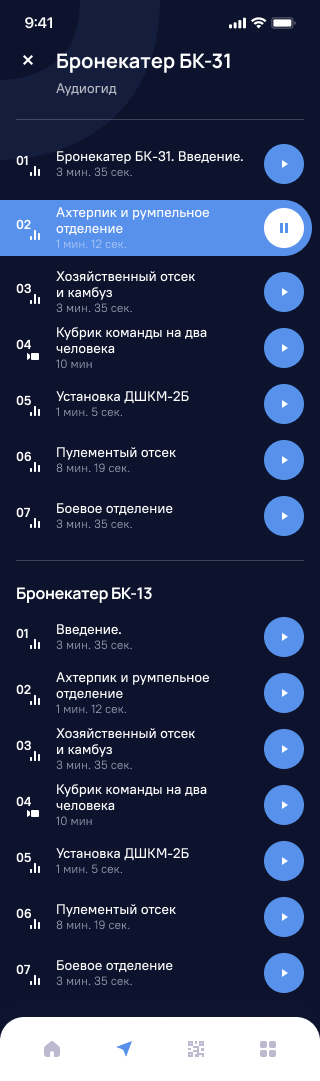 9:41
Бронекатер БК-31
Аудиогид
01
Бронекатер БК-31. Введение.
3 мин. 35 сек.
02
Ахтерпик и румпельное
отделение
1 мин. 12 сек.
03
Хозяйственный отсек
и камбуз
3 мин. 35 сек.
04
Кубрик команды на два
человека
10 мин
05
Установка ДШКМ-2Б
1 мин. 5 сек.
06
Пулементый отсек
8 мин. 19 сек.
07
Боевое отделение
3 мин. 35 сек.
Бронекатер БК-13
01
Введение.
3 мин. 35 сек.
02
Ахтерпик и румпельное
отделение
1 мин. 12 сек.
03
Хозяйственный отсек
и камбуз
3 мин. 35 сек.
04
Кубрик команды на два
человека
10 мин
05
Установка ДШКМ-2Б
1 мин. 5 сек.
06
Пулементый отсек
8 мин. 19 сек.
07
Боевое отделение
3 мин. 35 сек.